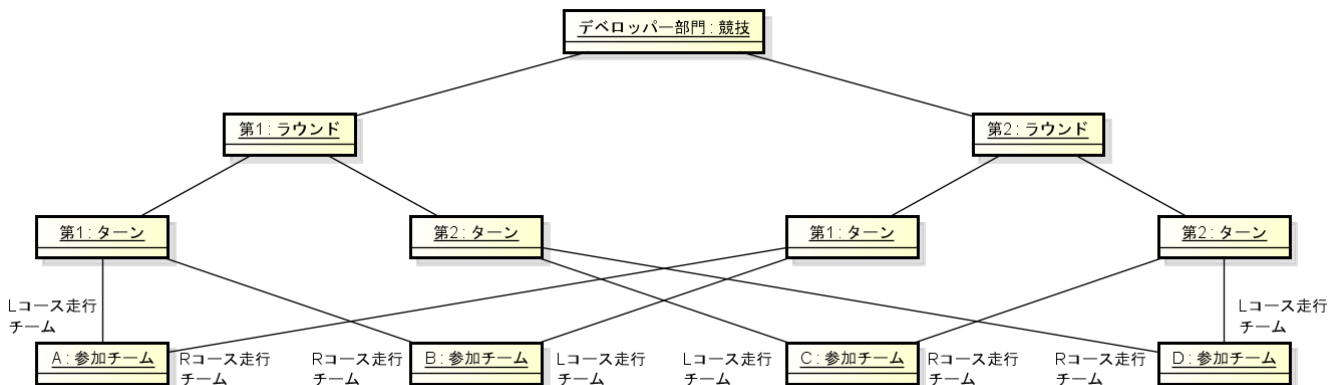 デベロッパー部門 : 競技
第1 : ラウンド
第2 : ラウンド
第1 : ターン
第2 : ターン
第1 : ターン
第2 : ターン
Lコース走行
チーム
Lコース走行
チーム
A : 参加チーム
Rコース走行
チーム
Rコース走行
チーム
B : 参加チーム
Lコース走行
チーム
Lコース走行
チーム
C : 参加チーム
Rコース走行
チーム
Rコース走行
チーム
D : 参加チーム